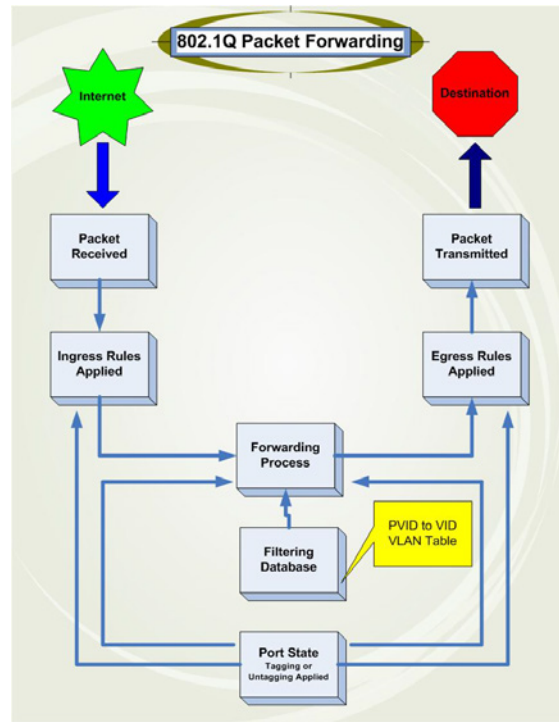 802.1Q Packet Forwarding
Internet
Destination
Packet
Received
Packet
Transmitted
Ingress Rules
Applied
Egress Rules
Applied
Forwarding
Process
PVID to VID
VLAN Table
Filtering
Database
Port State
Tagging or
Untagging Applied